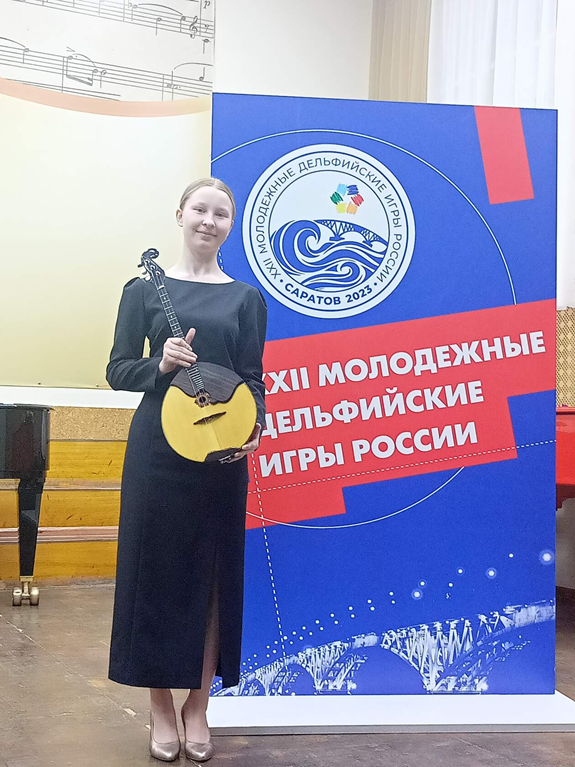 XXII МОЛОДЕЖНЫЕ ДЕЛЬФИЙСКИЕ ИГРЫ РОССИИ
• САРАТОВ 2023 •
XXII МОЛОДЕЖНЫЕ
ДЕЛЬФИЙСКИЕ
ИГРЫ РОССИИ